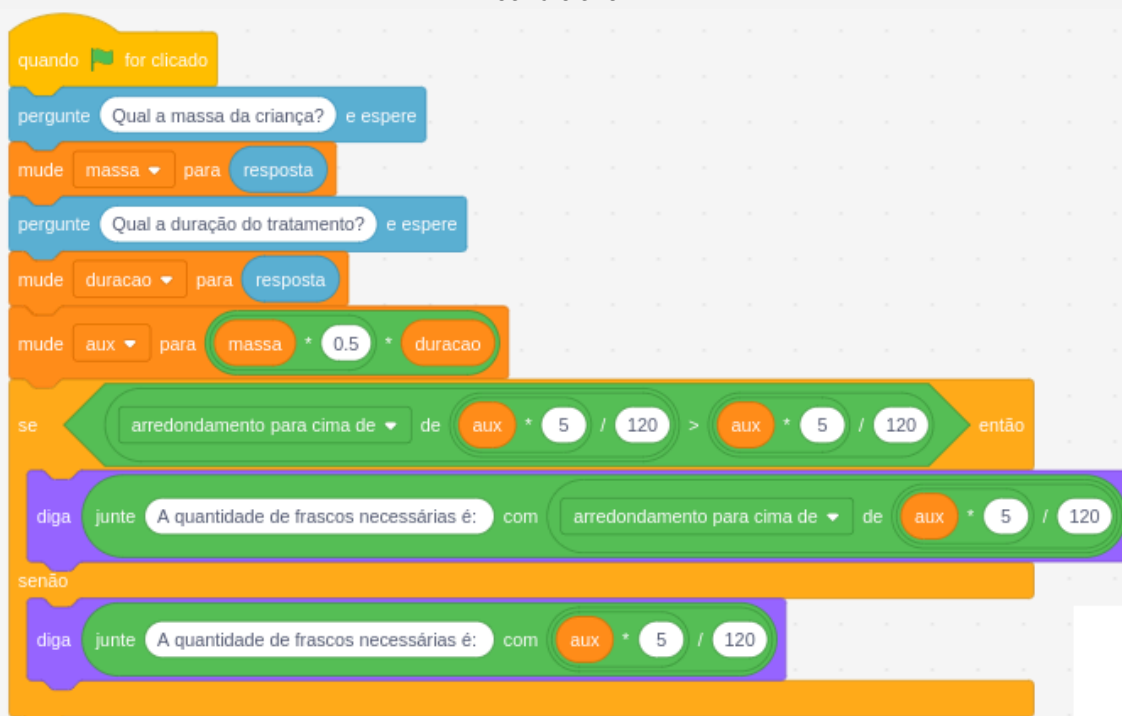 quando for clicado
pergunte Qual a massa da criança? e espere
mude massa para resposta
pergunte Qual a duração do tratamento? e espere
mude duracao para resposta
mude aux para massa * 0.5 * duracao
se arredondamento para cima de de aux * 5 / 120 > aux * 5 / 120 então
diga junte A quantidade de frascos necessárias é: com arredondamento para cima de de aux * 5 / 120
senão
diga junte A quantidade de frascos necessárias é: com aux * 5 / 120